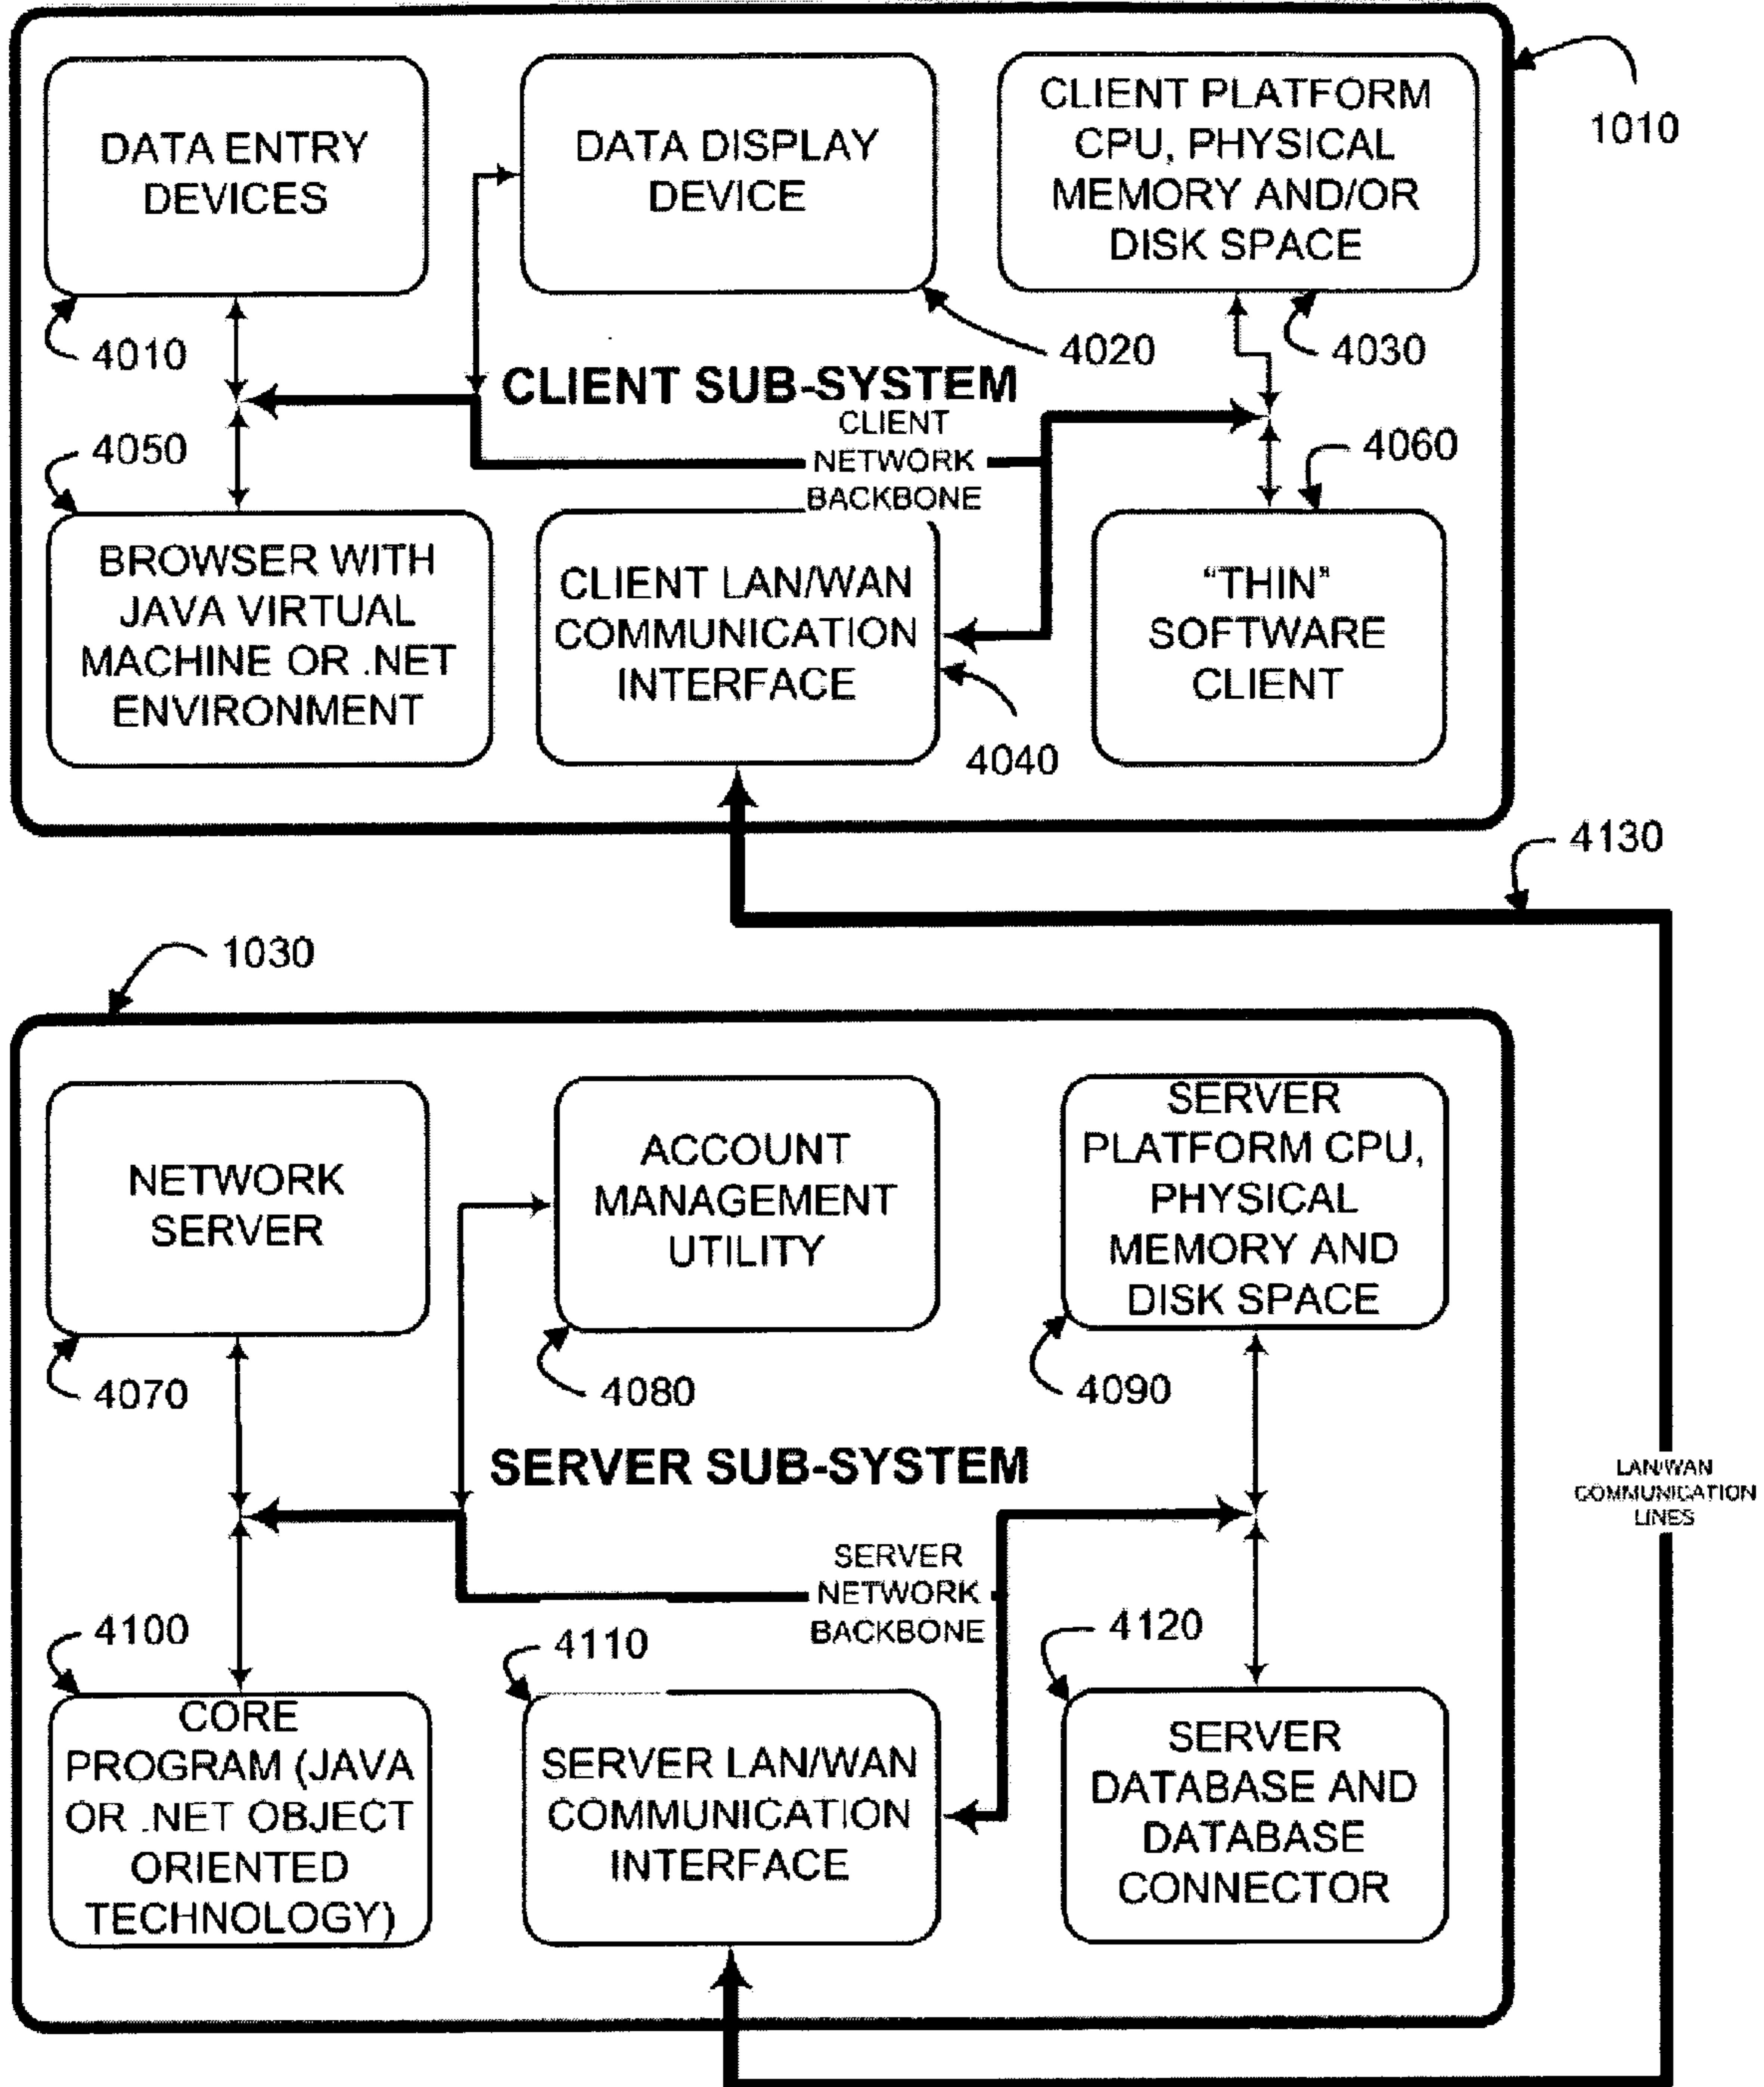 DATA ENTRY
DEVICES
DATA DISPLAY
DEVICE
CLIENT PLATFORM
CPU, PHYSICAL
MEMORY AND/OR
DISK SPACE
1010
4010
4020
4030
CLIENT SUB-SYSTEM
CLIENT
NETWORK
BACKBONE
4050
4060
BROWSER WITH
JAVA VIRTUAL
MACHINE OR .NET
ENVIRONMENT
CLIENT LAN/WAN
COMMUNICATION
INTERFACE
4040
“THIN”
SOFTWARE
CLIENT
4130
1030
NETWORK
SERVER
ACCOUNT
MANAGEMENT
UTILITY
SERVER
PLATFORM CPU,
PHYSICAL
MEMORY AND
DISK SPACE
4070
4080
4090
SERVER SUB-SYSTEM
LAN/WAN
COMMUNICATION
LINES
SERVER
NETWORK
BACKBONE
4100
4110
4120
CORE
PROGRAM (JAVA
OR .NET OBJECT
ORIENTED
TECHNOLOGY)
SERVER LAN/WAN
COMMUNICATION
INTERFACE
SERVER
DATABASE AND
DATABASE
CONNECTOR